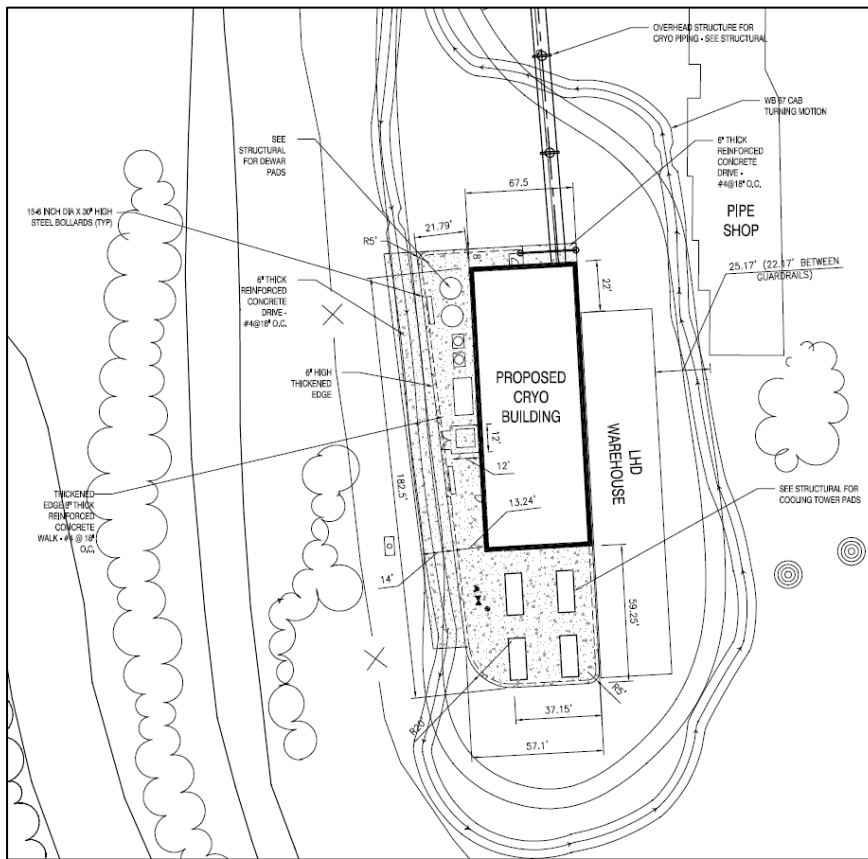 OVERHEAD STRUCTURE FOR
CRYO PIPING - SEE STRUCTURAL
WB 67 CAB
TURNING MOTION
SEE
STRUCTURAL
FOR DEWAR
PADS
6" THICK
REINFORCED
CONCRETE
DRIVE -
#4@18" O.C.
PIPE
SHOP
67.5
15-6 INCH DIA X 30" HIGH
STEEL BOLLARDS (TYP)
21.79'
R5'
8'
25.17' (22.17' BETWEEN
GUARDRAILS)
6" THICK
REINFORCED
CONCRETE
DRIVE -
#4@18" O.C.
22'
6" HIGH
THICKENED
EDGE
PROPOSED
CRYO
BUILDING
LHD
WAREHOUSE
12'
12'
182.5'
13.24'
THICKENED
EDGE 6" THICK
REINFORCED
CONCRETE
WALK - #4 @ 18"
O.C.
SEE STRUCTURAL FOR
COOLING TOWER PADS
14'
59.25'
R5'
R20'
37.15'
57.1'